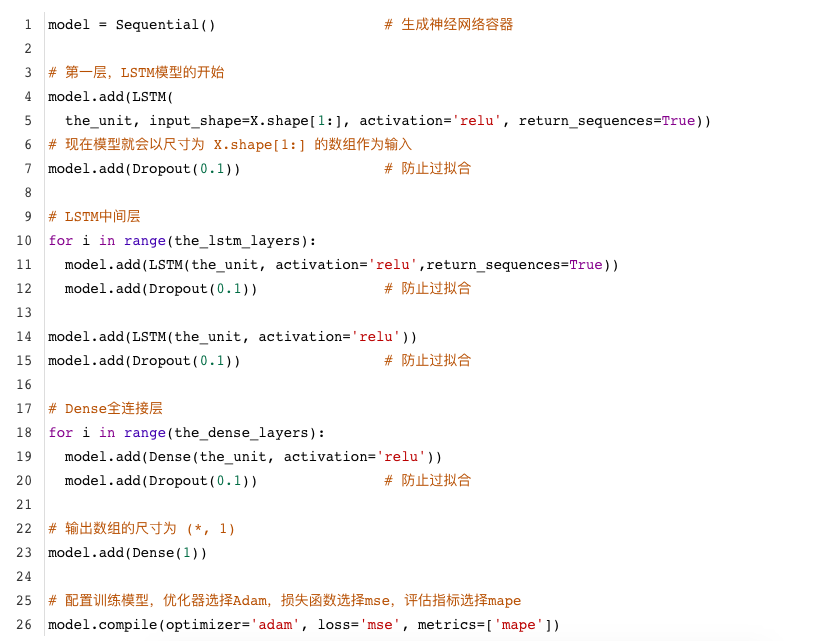 1 model = Sequential() # 生成神经网络容器
2
3 # 第一层，LSTM模型的开始
4 model.add(LSTM(
5 the_unit, input_shape=X.shape[1:], activation='relu', return_sequences=True))
6 # 现在模型就会以尺寸为 X.shape[1:] 的数组作为输入
7 model.add(Dropout(0.1)) # 防止过拟合
8
9 # LSTM中间层
10 for i in range(the_lstm_layers):
11 model.add(LSTM(the_unit, activation='relu',return_sequences=True))
12 model.add(Dropout(0.1)) # 防止过拟合
13
14 model.add(LSTM(the_unit, activation='relu'))
15 model.add(Dropout(0.1)) # 防止过拟合
16
17 # Dense全连接层
18 for i in range(the_dense_layers):
19 model.add(Dense(the_unit, activation='relu'))
20 model.add(Dropout(0.1)) # 防止过拟合
21
22 # 输出数组的尺寸为 (*, 1)
23 model.add(Dense(1))
24
25 # 配置训练模型，优化器选择Adam，损失函数选择mse，评估指标选择mape
26 model.compile(optimizer='adam', loss='mse', metrics=['mape'])